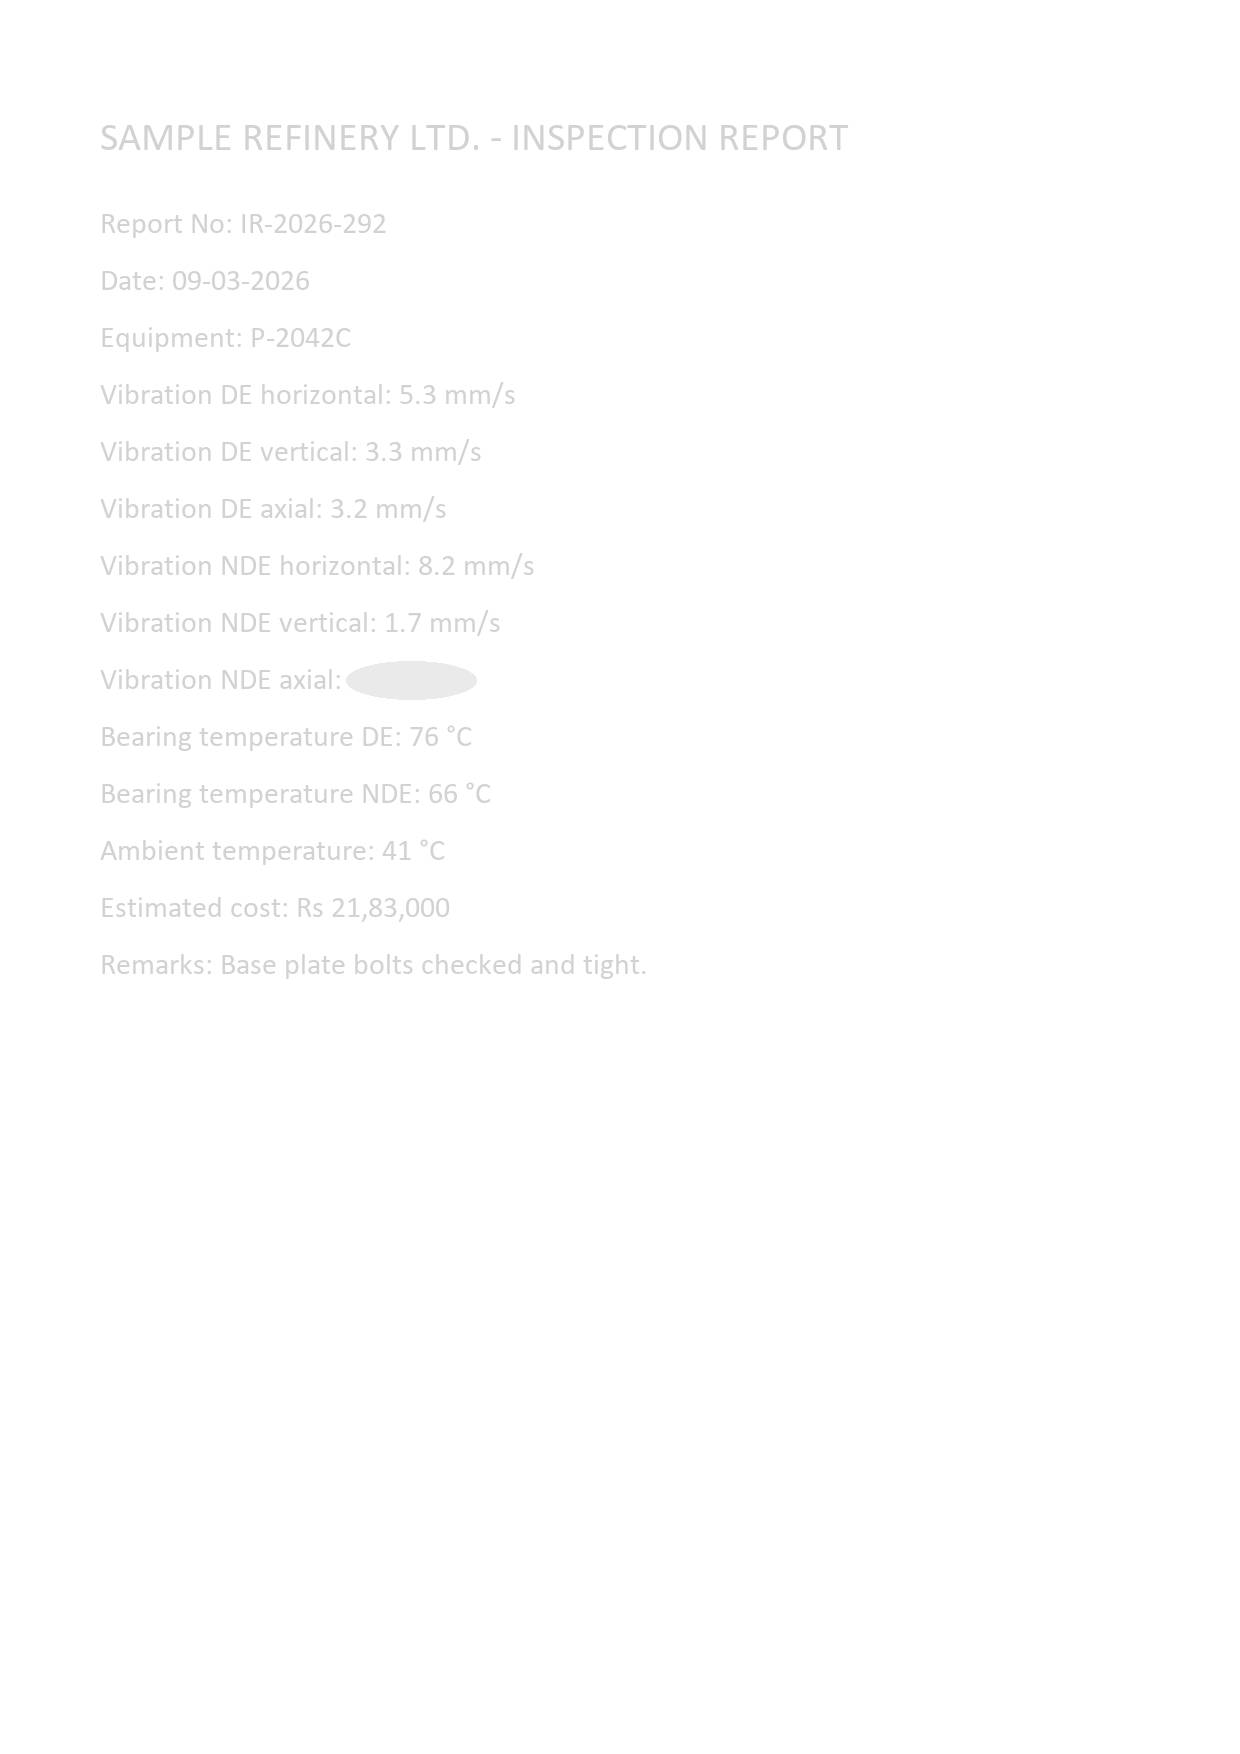 SAMPLE REFINERY LTD. - INSPECTION REPORT
Report No: IR-2026-292
Date: 09-03-2026
Equipment: P-2042C
Vibration DE horizontal: 5.3 mm/s
Vibration DE vertical: 3.3 mm/s
Vibration DE axial: 3.2 mm/s
Vibration NDE horizontal: 8.2 mm/s
Vibration NDE vertical: 1.7 mm/s
Vibration NDE axial:
Bearing temperature DE: 76 °C
Bearing temperature NDE: 66 °C
Ambient temperature: 41 °C
Estimated cost: Rs 21,83,000
Remarks: Base plate bolts checked and tight.